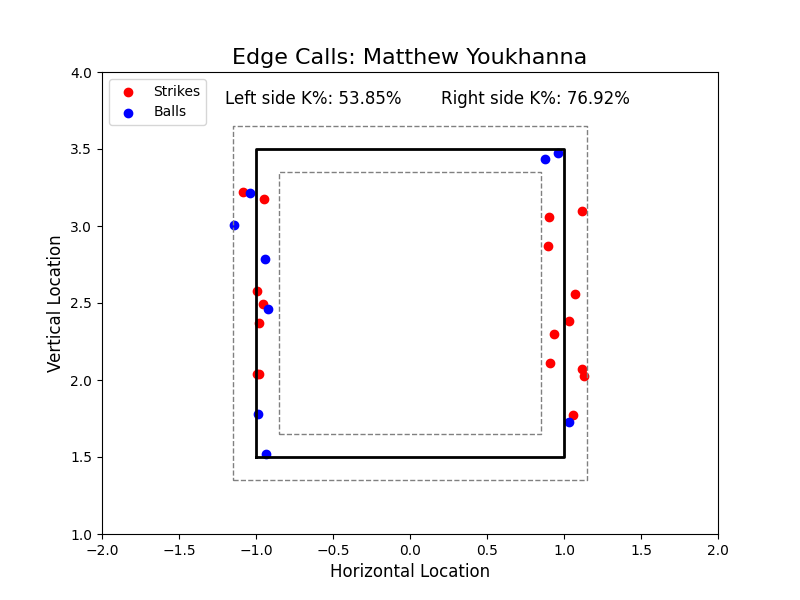 Edge Calls: Matthew Youkhanna
Strikes
Balls
Left side K%: 53.85%
Right side K%: 76.92%
4.0
3.5
3.0
2.5
2.0
1.5
1.0
Vertical Location
−2.0 −1.5 −1.0 −0.5 0.0 0.5 1.0 1.5 2.0
Horizontal Location